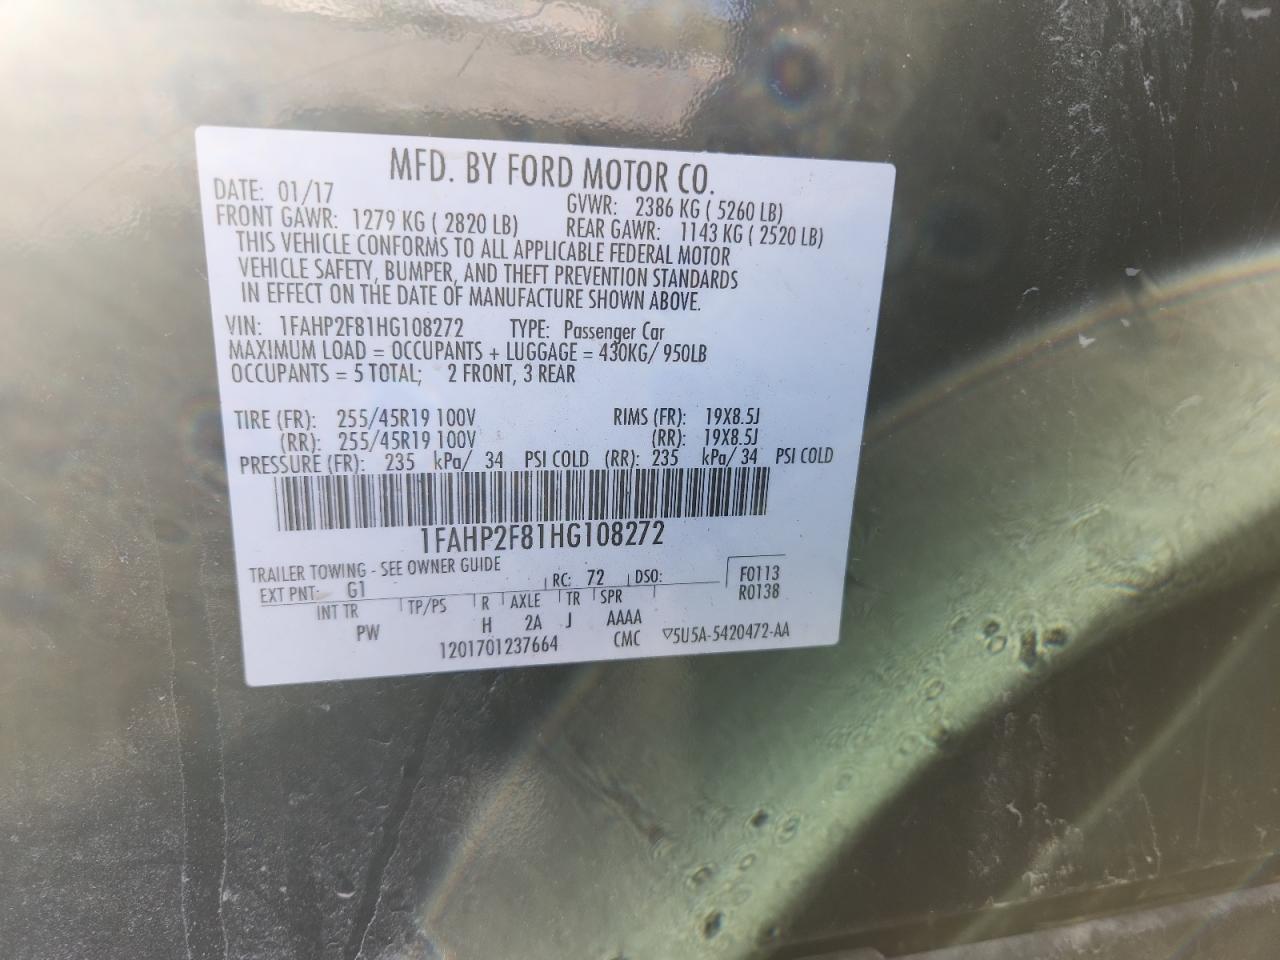 MFD. BY FORD MOTOR CO.
DATE: 01/17 GVWR: 2386 KG ( 5260 LB)
FRONT GAWR: 1279 KG ( 2820 LB) REAR GAWR: 1143 KG ( 2520 LB)
THIS VEHICLE CONFORMS TO ALL APPLICABLE FEDERAL MOTOR
VEHICLE SAFETY, BUMPER, AND THEFT PREVENTION STANDARDS
IN EFFECT ON THE DATE OF MANUFACTURE SHOWN ABOVE.
VIN: 1FAHP2F81HG108272 TYPE: Passenger Car
MAXIMUM LOAD = OCCUPANTS + LUGGAGE = 430KG/ 950LB
OCCUPANTS = 5 TOTAL; 2 FRONT, 3 REAR
TIRE (FR): 255/45R19 100V RIMS (FR): 19X8.5J
(RR): 255/45R19 100V (RR): 19X8.5J
PRESSURE (FR): 235 kPa/ 34 PSI COLD (RR): 235 kPa/ 34 PSI COLD
1FAHP2F81HG108272
TRAILER TOWING - SEE OWNER GUIDE
EXT PNT: G1 RC: 72 DSO: F0113
R0138
INT TR TP/PS R AXLE TR SPR
PW H 2A J AAAA
1201701237664 CMC ▽5U5A-5420472-AA